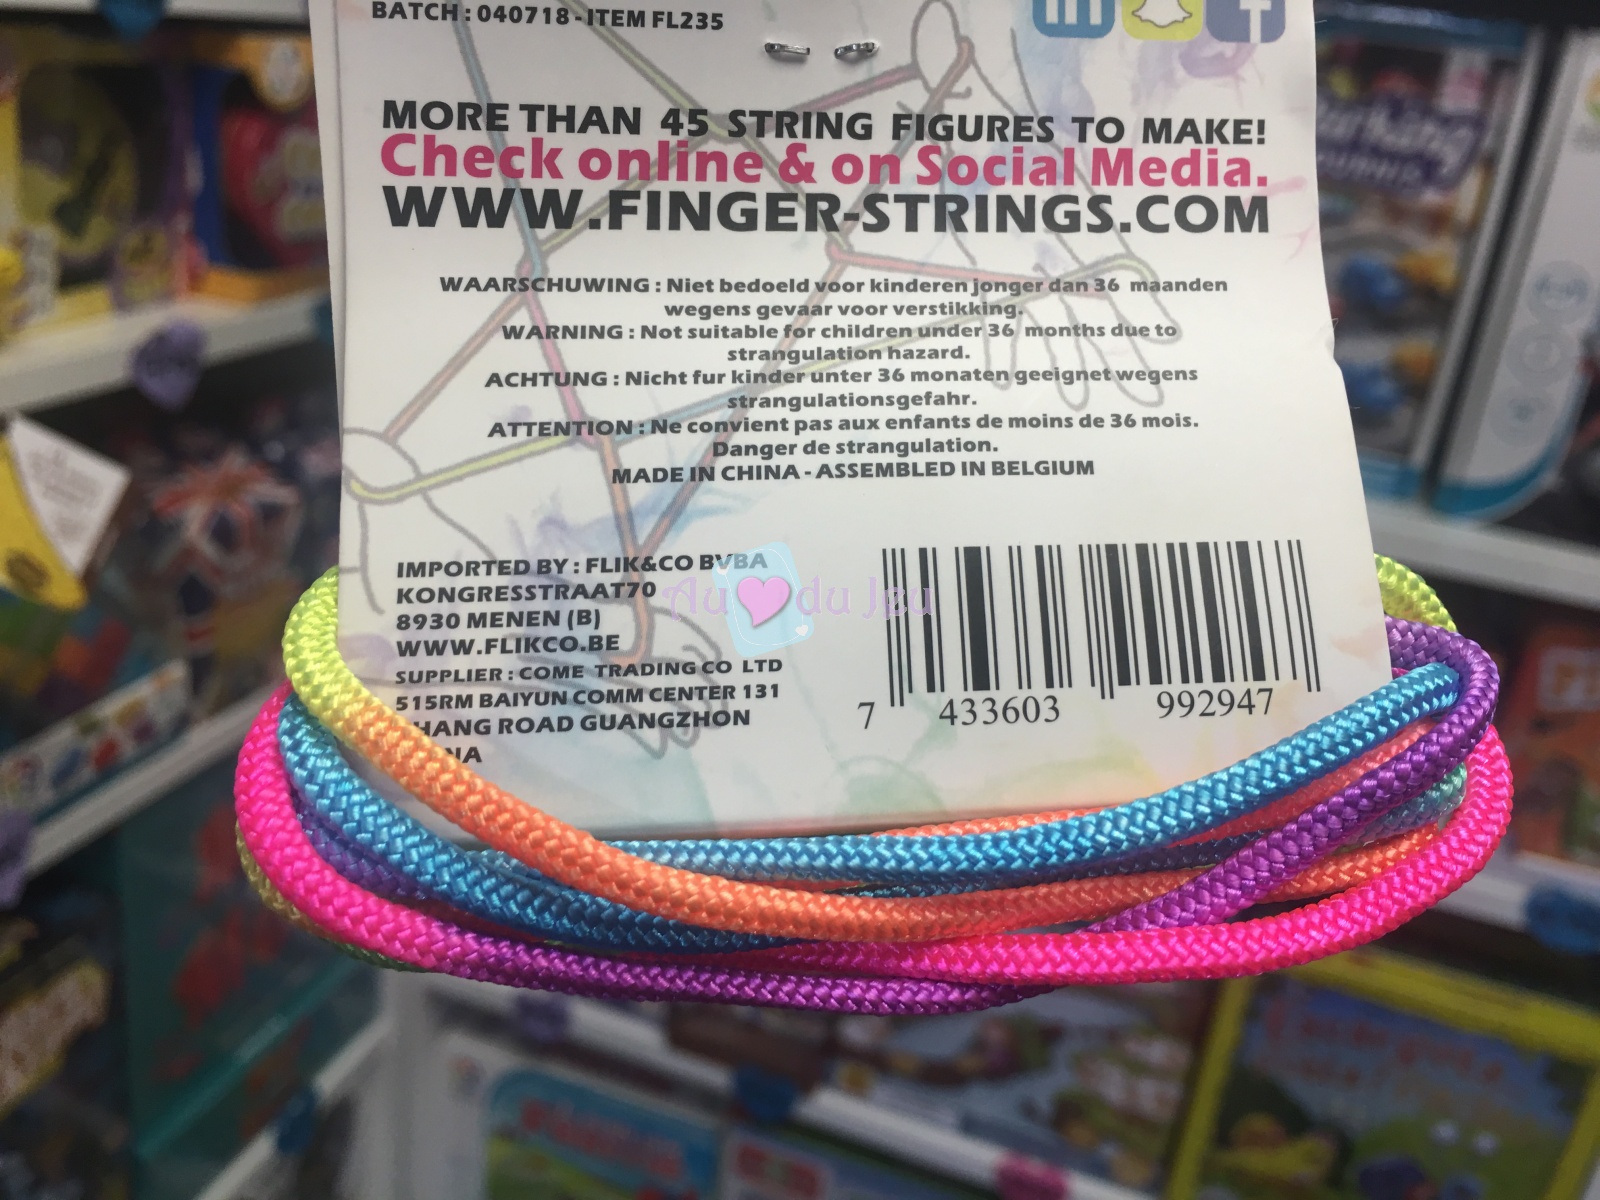 BATCH : 040718 - ITEM FL235
MORE THAN 45 STRING FIGURES TO MAKE!
Check online & on Social Media.
WWW.FINGER-STRINGS.COM
WAARSCHUWING : Niet bedoeld voor kinderen jonger dan 36 maanden
wegens gevaar voor verstikking.
WARNING : Not suitable for children under 36 months due to
strangulation hazard.
ACHTUNG : Nicht fur kinder unter 36 monaten geeignet wegens
strangulationsgefahr.
ATTENTION : Ne convient pas aux enfants de moins de 36 mois.
Danger de strangulation.
MADE IN CHINA - ASSEMBLED IN BELGIUM
IMPORTED BY : FLIK&CO BVBA
KONGRESSTRAAT70
8930 MENEN (B)
WWW.FLIKCO.BE
SUPPLIER : COME TRADING CO LTD
515RM BAIYUN COMM CENTER 131
HANG ROAD GUANGZHON
NA
Au du Jeu
7 433603 992947